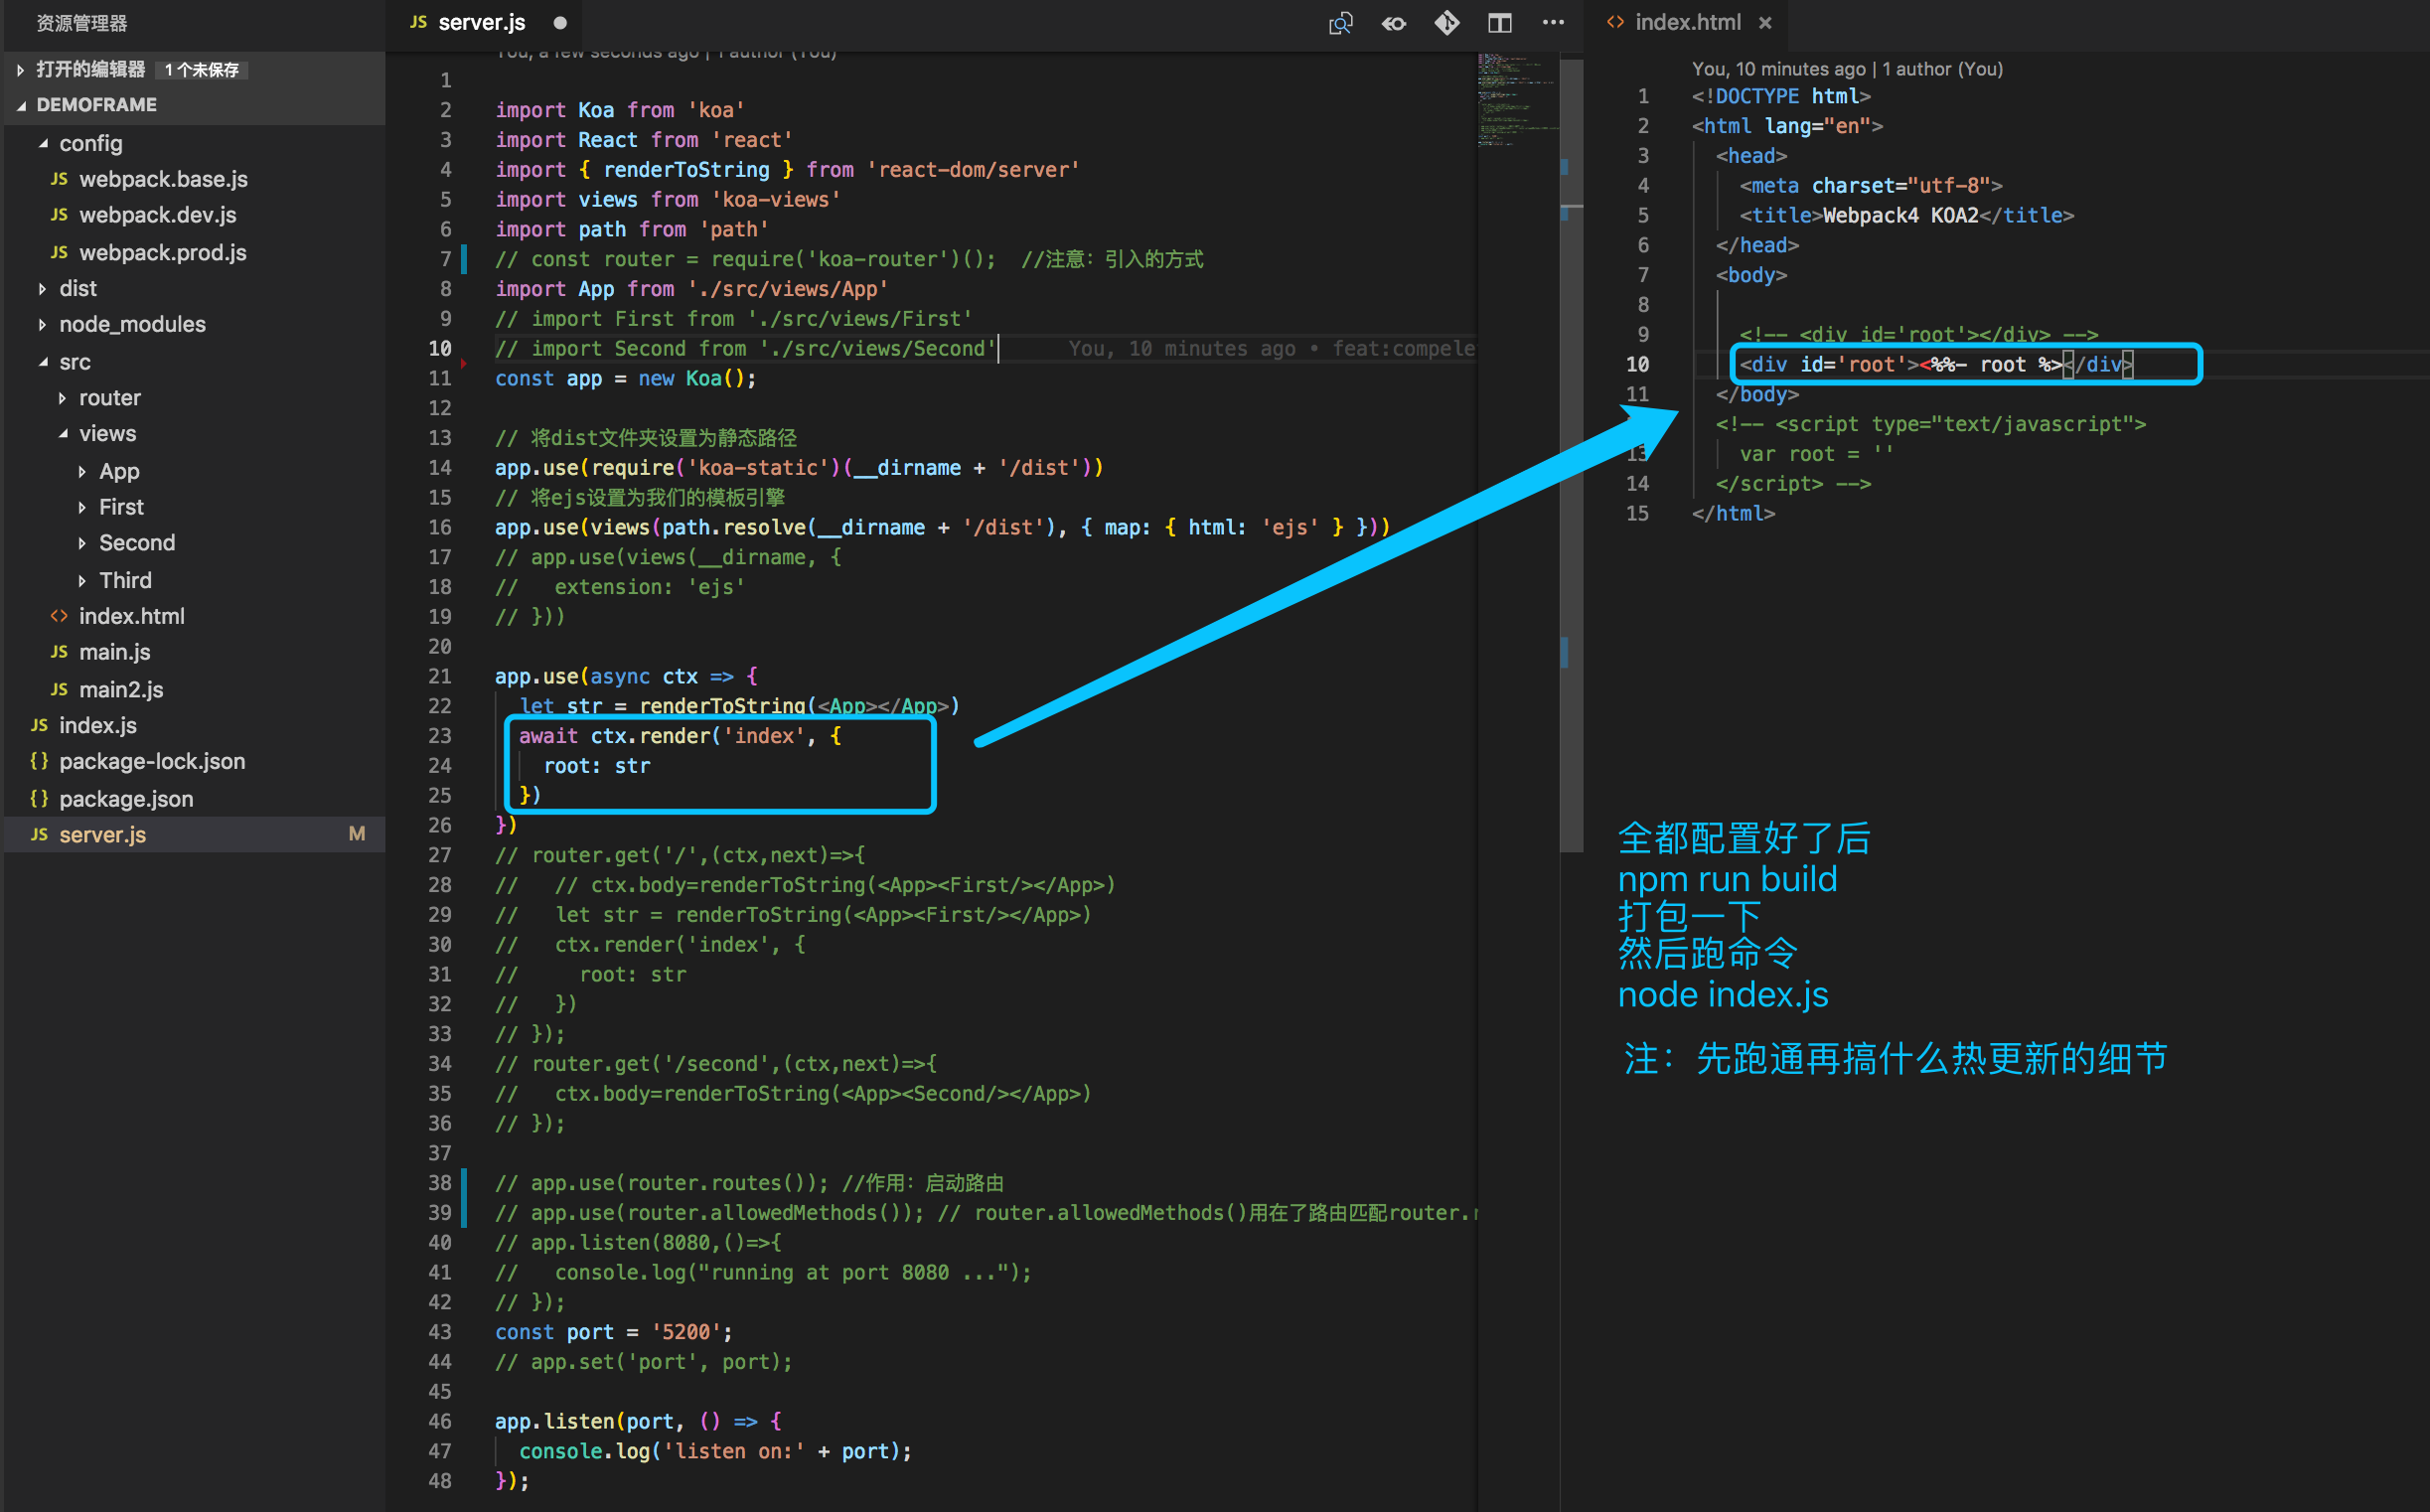 资源管理器
打开的编辑器 1 个未保存
DEMOFRAME
config
JS webpack.base.js
JS webpack.dev.js
JS webpack.prod.js
dist
node_modules
src
router
views
App
First
Second
Third
<> index.html
JS main.js
JS main2.js
JS index.js
{} package-lock.json
{} package.json
JS server.js M
JS server.js ●
You, a few seconds ago | 1 author (You)
1
2 import Koa from 'koa'
3 import React from 'react'
4 import { renderToString } from 'react-dom/server'
5 import views from 'koa-views'
6 import path from 'path'
7 // const router = require('koa-router')();  //注意：引入的方式
8 import App from './src/views/App'
9 // import First from './src/views/First'
10 // import Second from './src/views/Second' You, 10 minutes ago • feat:compele
11 const app = new Koa();
12
13 // 将dist文件夹设置为静态路径
14 app.use(require('koa-static')(__dirname + '/dist'))
15 // 将ejs设置为我们的模板引擎
16 app.use(views(path.resolve(__dirname + '/dist'), { map: { html: 'ejs' } }))
17 // app.use(views(__dirname, {
18 //   extension: 'ejs'
19 // }))
20
21 app.use(async ctx => {
22   let str = renderToString(<App></App>)
23   await ctx.render('index', {
24     root: str
25   })
26 })
27 // router.get('/',(ctx,next)=>{
28 //   // ctx.body=renderToString(<App><First/></App>)
29 //   let str = renderToString(<App><First/></App>)
30 //   ctx.render('index', {
31 //     root: str
32 //   })
33 // });
34 // router.get('/second',(ctx,next)=>{
35 //   ctx.body=renderToString(<App><Second/></App>)
36 // });
37
38 // app.use(router.routes()); //作用：启动路由
39 // app.use(router.allowedMethods()); // router.allowedMethods()用在了路由匹配router.r
40 // app.listen(8080,()=>{
41 //   console.log("running at port 8080 ...");
42 // });
43 const port = '5200';
44 // app.set('port', port);
45
46 app.listen(port, () => {
47   console.log('listen on:' + port);
48 });
<> index.html ×
You, 10 minutes ago | 1 author (You)
1 <!DOCTYPE html>
2 <html lang="en">
3   <head>
4     <meta charset="utf-8">
5     <title>Webpack4 KOA2</title>
6   </head>
7   <body>
8
9     <!-- <div id='root'></div> -->
10     <div id='root'><%%- root %></div>
11   </body>
<!-- <script type="text/javascript">
13     var root = ''
14   </script> -->
15 </html>
全都配置好了后
npm run build
打包一下
然后跑命令
node index.js
注：先跑通再搞什么热更新的细节